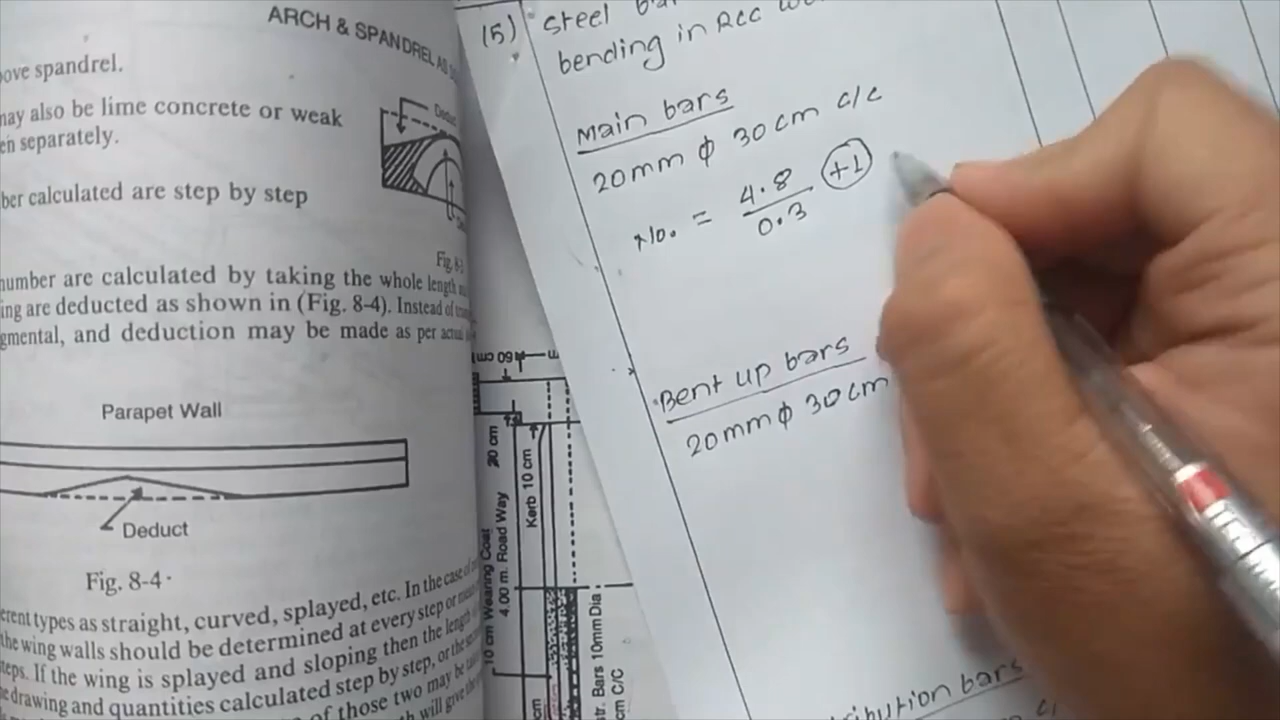 ARCH & SPANDREL
ove spandrel.
may also be lime concrete or weak
en separately.
ber calculated are step by step
number are calculated by taking the whole length
ing are deducted as shown in (Fig. 8-4). Instead of
gmental, and deduction may be made as per actual
Parapet Wall
Deduct
Fig. 8-4
erent types as straight, curved, splayed, etc. In the case of
the wing walls should be determined at every step or
teps. If the wing is splayed and sloping then the length
drawing and quantities calculated step by step, or the
of those two may be
60 cm
20 cm
Kerb 10 cm
10 cm Wearing Coat
4.00 m. Road Way
str. Bars 10mm Dia
cm C/C
(5) Steel
bending in RCC
Main bars
20mm φ 30cm c/c
No. = 4.8 / 0.3 +1
Bent up bars
20mm φ 30cm
ribution bars